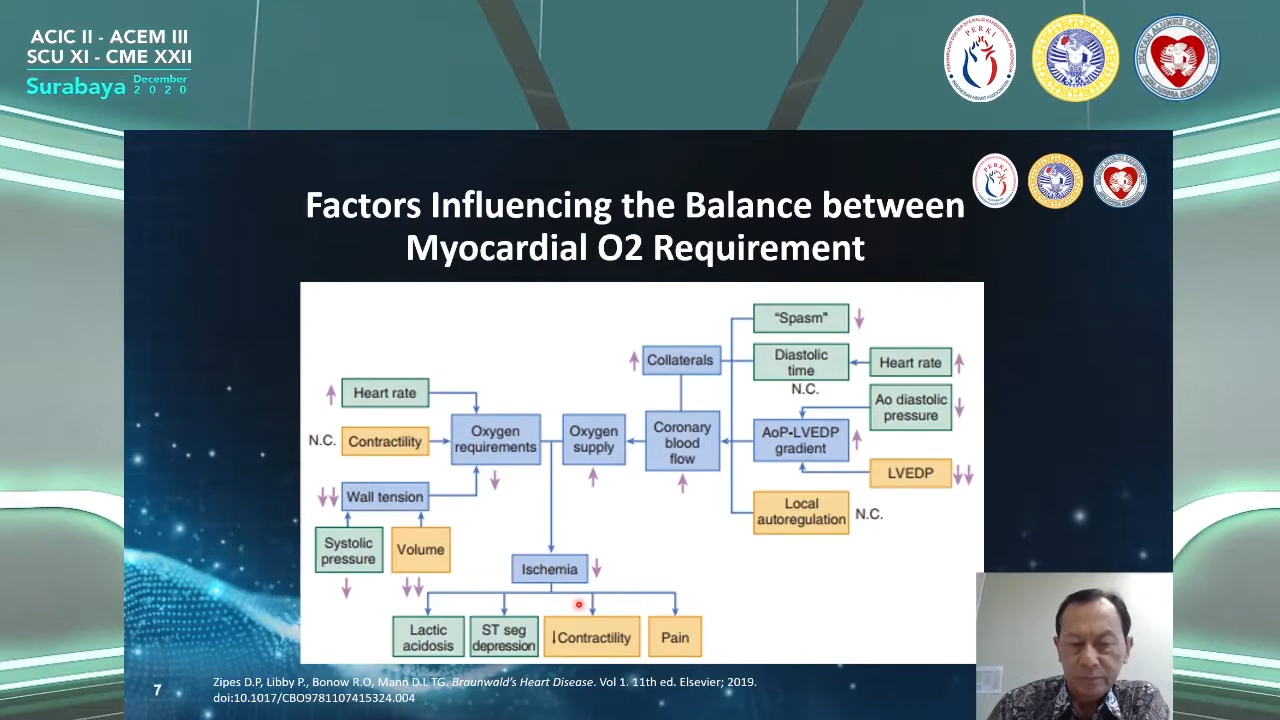 ACIC II - ACEM III
SCU XI - CME XXII
Surabaya December 2020
PERKI
PERKI
Factors Influencing the Balance between
Myocardial O2 Requirement
"Spasm" ↓
↑ Collaterals
Diastolic
time
N.C.
Heart rate ↑
↑ Heart rate
Ao diastolic
pressure ↓
N.C. Contractility
Oxygen
requirements ↓
Oxygen
supply ↑
Coronary
blood
flow ↑
AoP-LVEDP
gradient ↑
LVEDP ↓↓
↓↓ Wall tension
Local
autoregulation N.C.
Systolic
pressure ↓
Volume ↓↓
Ischemia ↓
Lactic
acidosis
ST seg
depression
↓Contractility
Pain
7
Zipes D.P, Libby P., Bonow R.O, Mann D.L TG. Braunwald's Heart Disease. Vol 1. 11th ed. Elsevier; 2019.
doi:10.1017/CBO9781107415324.004